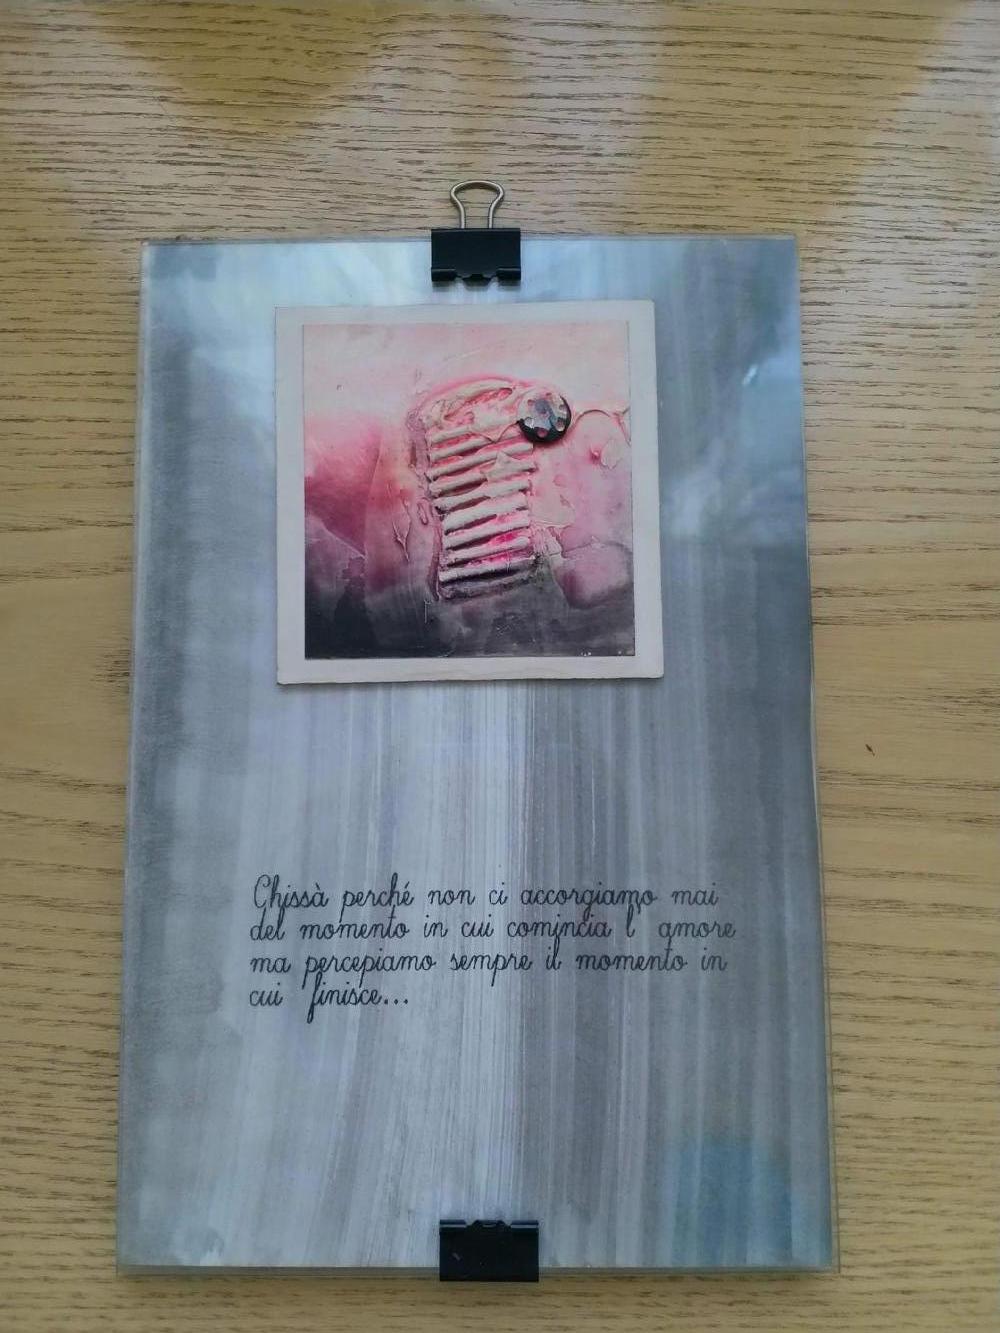 Chissà perché non ci accorgiamo mai
del momento in cui comincia l' amore
ma percepiamo sempre il momento in
cui finisce...